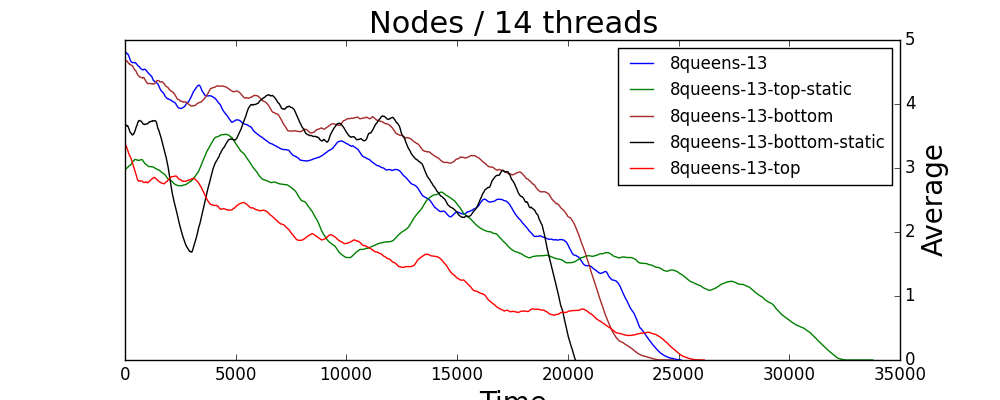 Nodes / 14 threads
8queens-13
8queens-13-top-static
8queens-13-bottom
8queens-13-bottom-static
8queens-13-top
5
4
3
2
1
0
Average
0 5000 10000 15000 20000 25000 30000 35000
Time